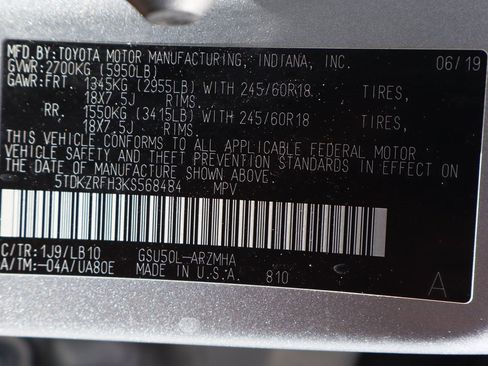 MFD.BY: TOYOTA MOTOR MANUFACTURING, INDIANA, INC. 06/19
GVWR: 2700KG (5950LB)
GAWR: FRT 1345KG (2955LB) WITH 245/60R18 TIRES,
18X7.5J RIMS.
RR 1550KG (3415LB) WITH 245/60R18 TIRES,
18X7.5J RIMS.
THIS VEHICLE CONFORMS TO ALL APPLICABLE FEDERAL MOTOR
VEHICLE SAFETY AND THEFT PREVENTION STANDARDS IN EFFECT ON
THE DATE OF MANUFACTURE SHOWN ABOVE.
5TDKZRFH3KS568484 MPV
C/TR: 1J9/LB10 GSU50L-ARZMHA
A/TM: -04A/UA80E MADE IN U.S.A. 810 A